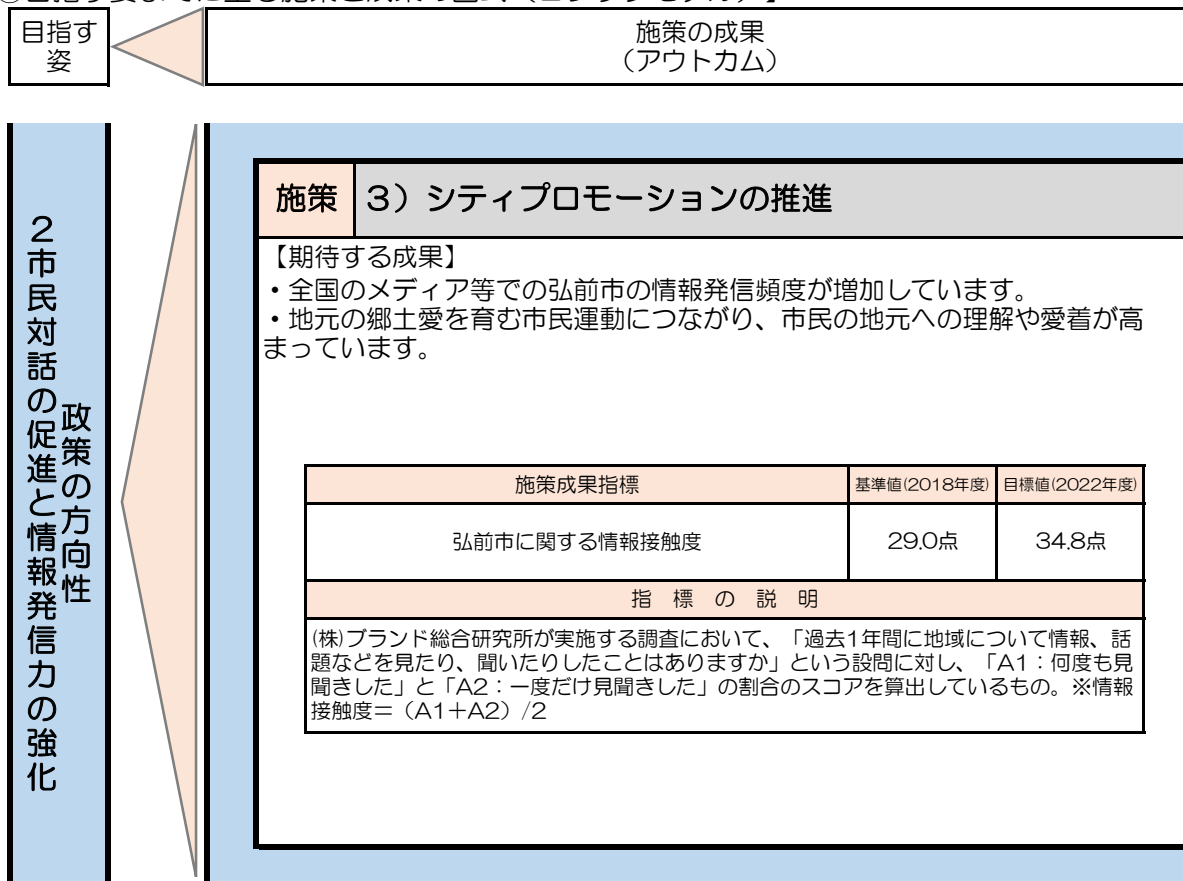 目指す
姿
施策の成果
(アウトカム)
政策の方向性
2市民対話の促進と情報発信力の強化
施策
3)シティプロモーションの推進
【期待する成果】
・全国のメディア等での弘前市の情報発信頻度が増加しています。
・地元の郷土愛を育む市民運動につながり、市民の地元への理解や愛着が高
まっています。
施策成果指標
基準値(2018年度)
目標値(2022年度)
弘前市に関する情報接触度
29.0点
34.8点
指 標 の 説 明
(株)ブランド総合研究所が実施する調査において、「過去1年間に地域について情報、話
題などを見たり、聞いたりしたことはありますか」という設問に対し、「A1:何度も見
聞きした」と「A2:一度だけ見聞きした」の割合のスコアを算出しているもの。※情報
接触度=(A1+A2)/2